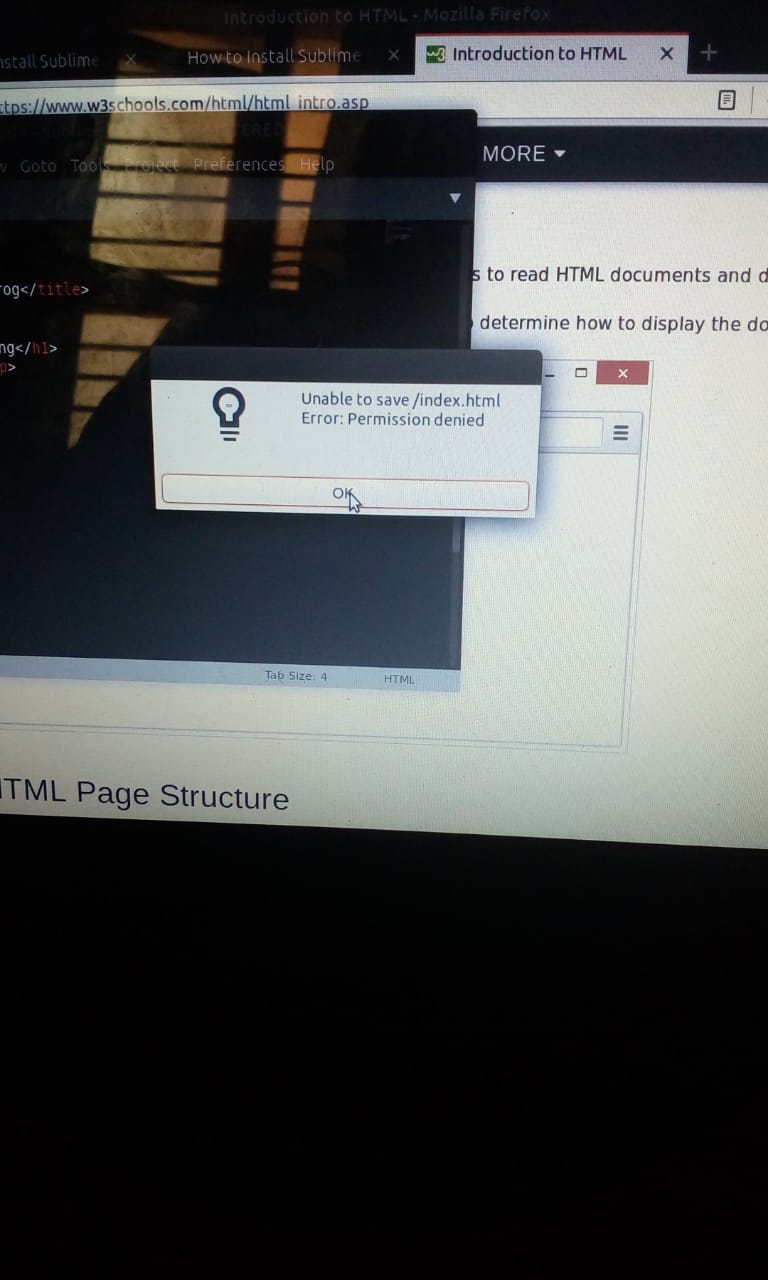 Introduction to HTML - Mozilla Firefox
nstall Sublime
How to Install Sublime
Introduction to HTML
ttps://www.w3schools.com/html/html_intro.asp
Goto Tools Project Preferences Help
MORE
s to read HTML documents and d
og</title>
determine how to display the do
ng</h1>
p>
Unable to save /index.html
Error: Permission denied
OK
Tab Size: 4
HTML
HTML Page Structure